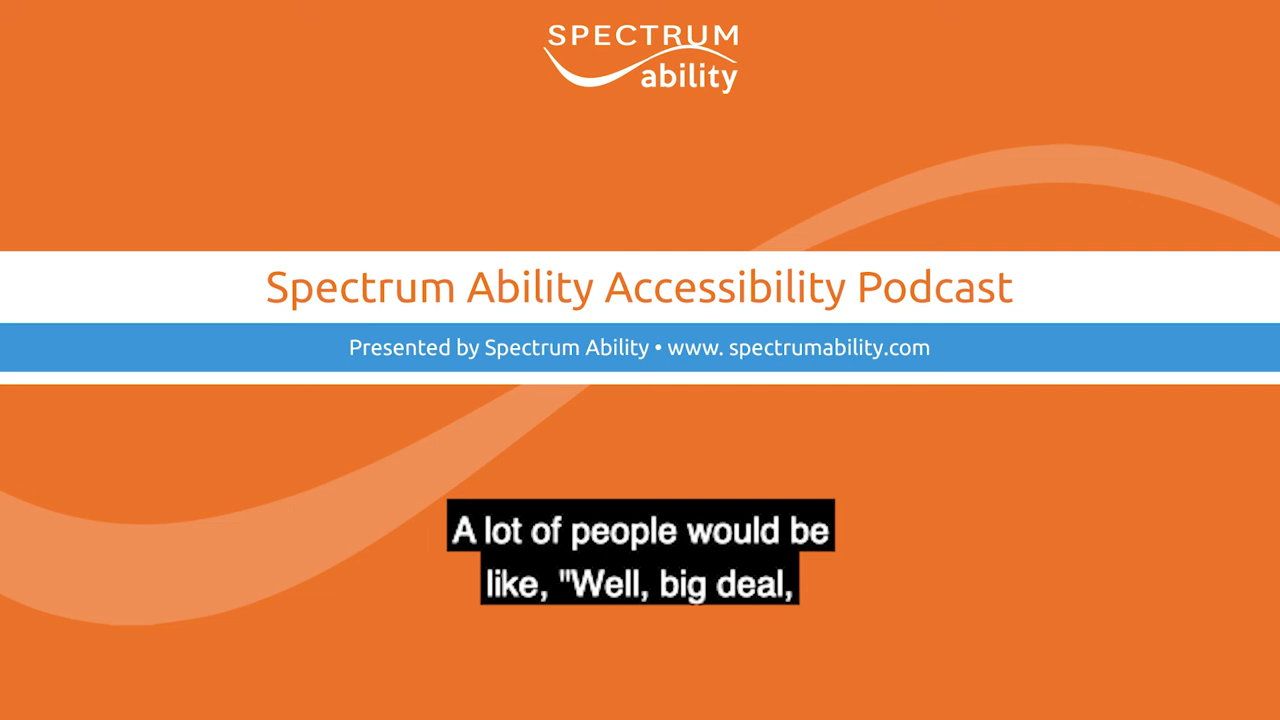 SPECTRUM
ability
Spectrum Ability Accessibility Podcast
Presented by Spectrum Ability • www. spectrumability.com
A lot of people would be
like, "Well, big deal,